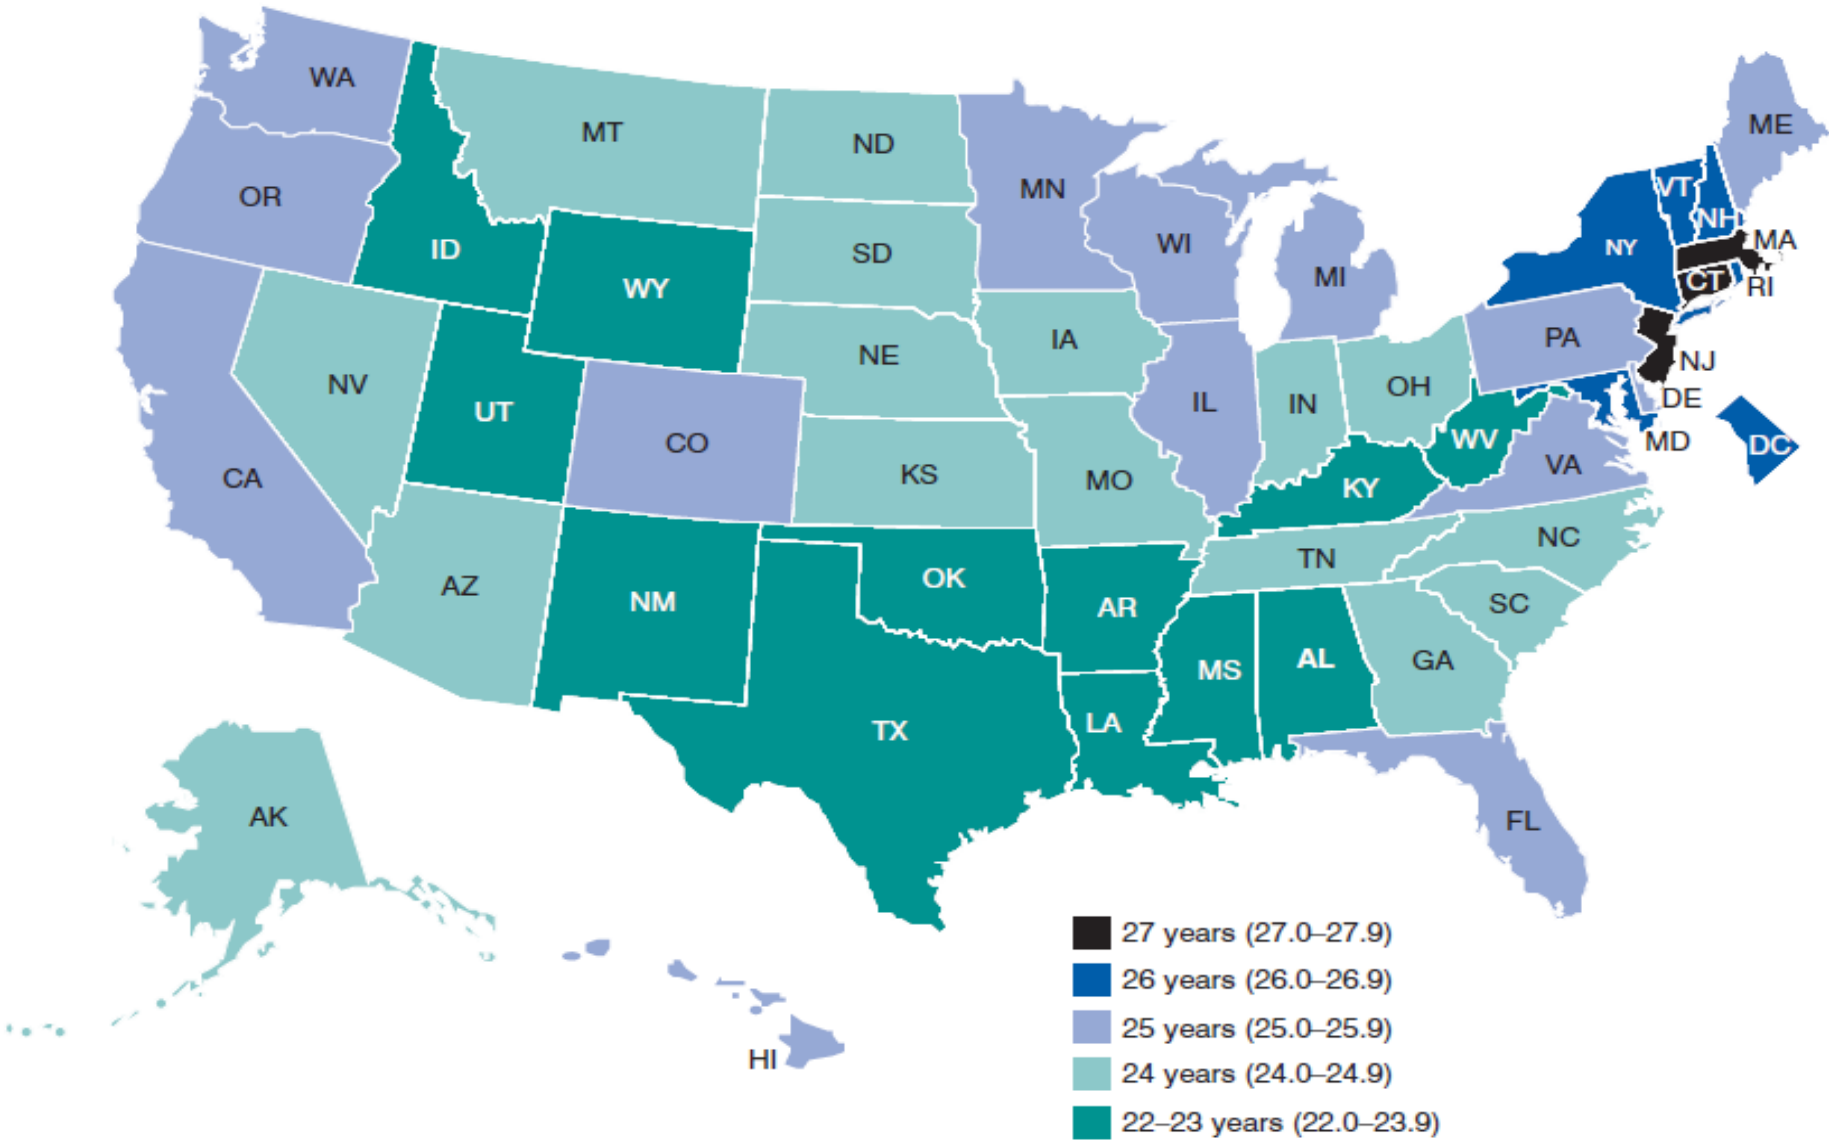 WA
MT
ND
MN
ME
OR
ID
WY
SD
WI
MI
VT
NH
NY
MA
CT
RI
NV
UT
CO
NE
IA
IL
IN
OH
PA
NJ
DE
MD
DC
CA
KS
MO
KY
WV
VA
AZ
NM
OK
AR
TN
NC
SC
TX
LA
MS
AL
GA
FL
AK
HI
27 years (27.0–27.9)
26 years (26.0–26.9)
25 years (25.0–25.9)
24 years (24.0–24.9)
22–23 years (22.0–23.9)